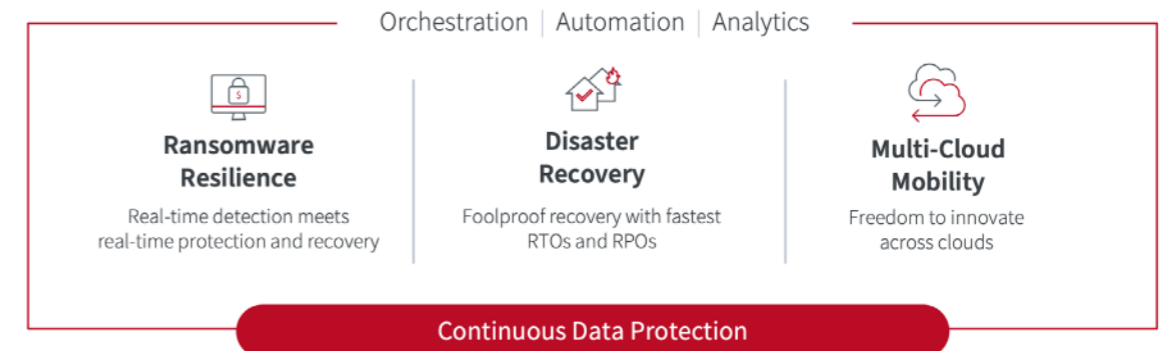 Orchestration | Automation | Analytics
Ransomware
Resilience
Real-time detection meets
real-time protection and recovery
Disaster
Recovery
Foolproof recovery with fastest
RTOs and RPOs
Multi-Cloud
Mobility
Freedom to innovate
across clouds
Continuous Data Protection